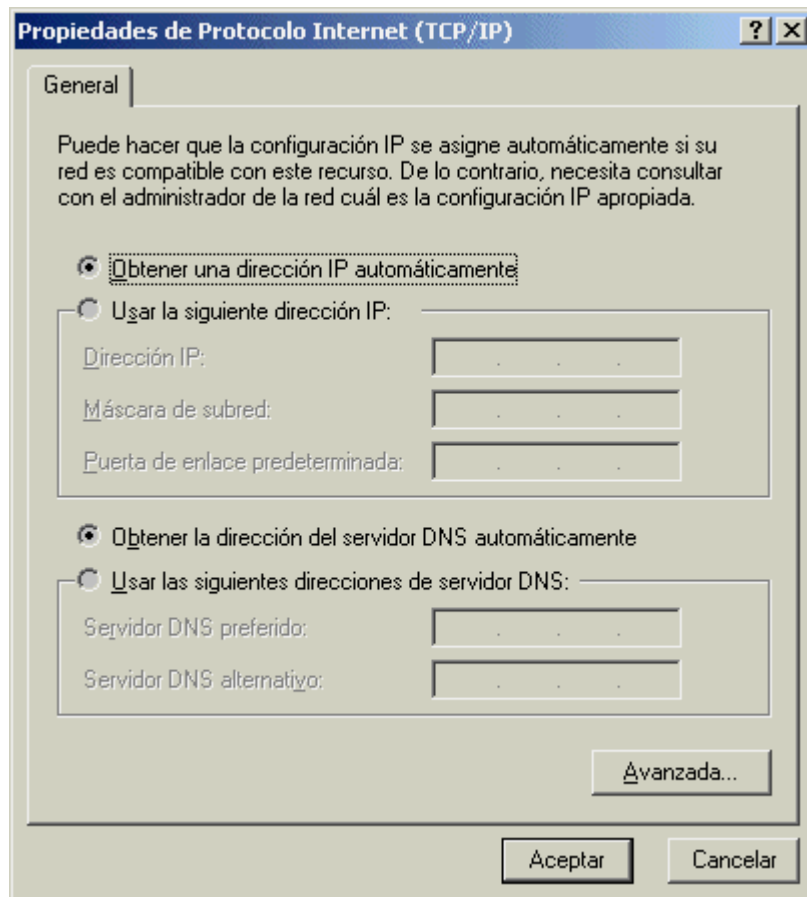 Propiedades de Protocolo Internet (TCP/IP)
General
Puede hacer que la configuración IP se asigne automáticamente si su
red es compatible con este recurso. De lo contrario, necesita consultar
con el administrador de la red cuál es la configuración IP apropiada.
Obtener una dirección IP automáticamente
Usar la siguiente dirección IP:
Dirección IP:
Máscara de subred:
Puerta de enlace predeterminada:
Obtener la dirección del servidor DNS automáticamente
Usar las siguientes direcciones de servidor DNS:
Servidor DNS preferido:
Servidor DNS alternativo:
Avanzada...
Aceptar
Cancelar